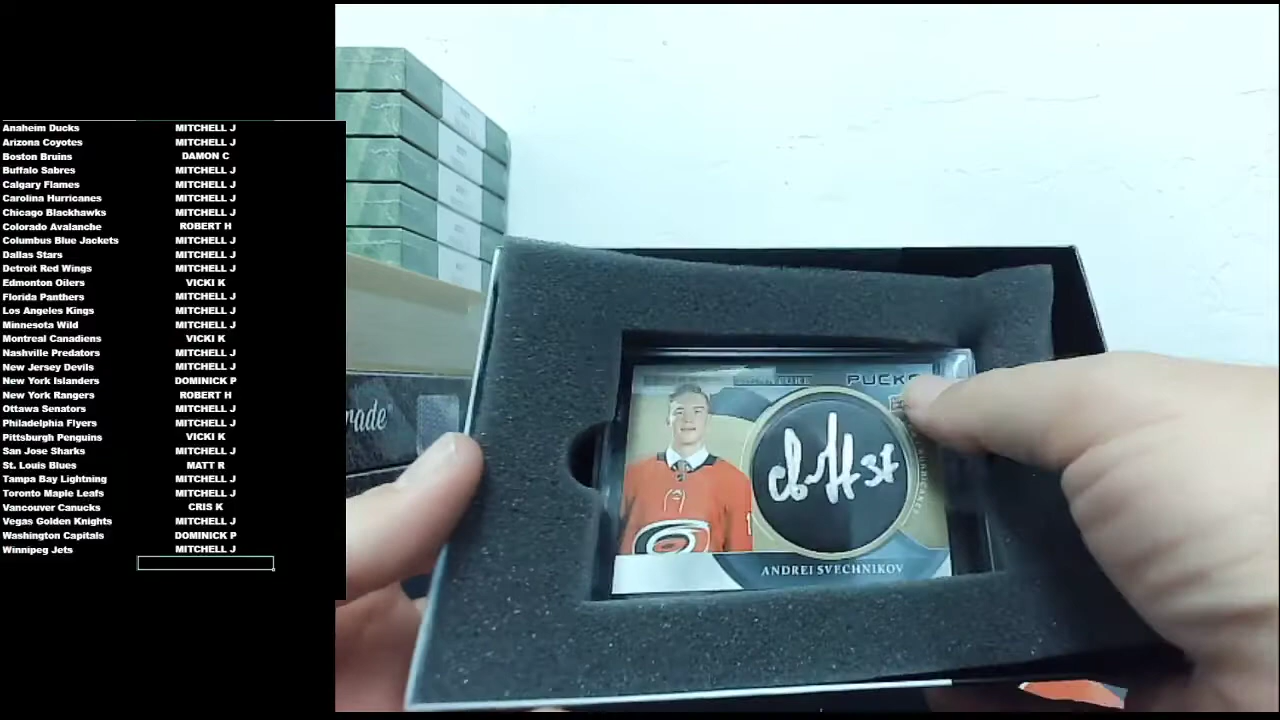 Anaheim Ducks MITCHELL J
Arizona Coyotes MITCHELL J
Boston Bruins DAMON C
Buffalo Sabres MITCHELL J
Calgary Flames MITCHELL J
Carolina Hurricanes MITCHELL J
Chicago Blackhawks MITCHELL J
Colorado Avalanche ROBERT H
Columbus Blue Jackets MITCHELL J
Dallas Stars MITCHELL J
Detroit Red Wings MITCHELL J
Edmonton Oilers VICKI K
Florida Panthers MITCHELL J
Los Angeles Kings MITCHELL J
Minnesota Wild MITCHELL J
Montreal Canadiens VICKI K
Nashville Predators MITCHELL J
New Jersey Devils MITCHELL J
New York Islanders DOMINICK P
New York Rangers ROBERT H
Ottawa Senators MITCHELL J
Philadelphia Flyers MITCHELL J
Pittsburgh Penguins VICKI K
San Jose Sharks MITCHELL J
St. Louis Blues MATT R
Tampa Bay Lightning MITCHELL J
Toronto Maple Leafs MITCHELL J
Vancouver Canucks CRIS K
Vegas Golden Knights MITCHELL J
Washington Capitals DOMINICK P
Winnipeg Jets MITCHELL J
rade
SIGNATURE PUCKS
HURRICANES
37
ANDREI SVECHNIKOV